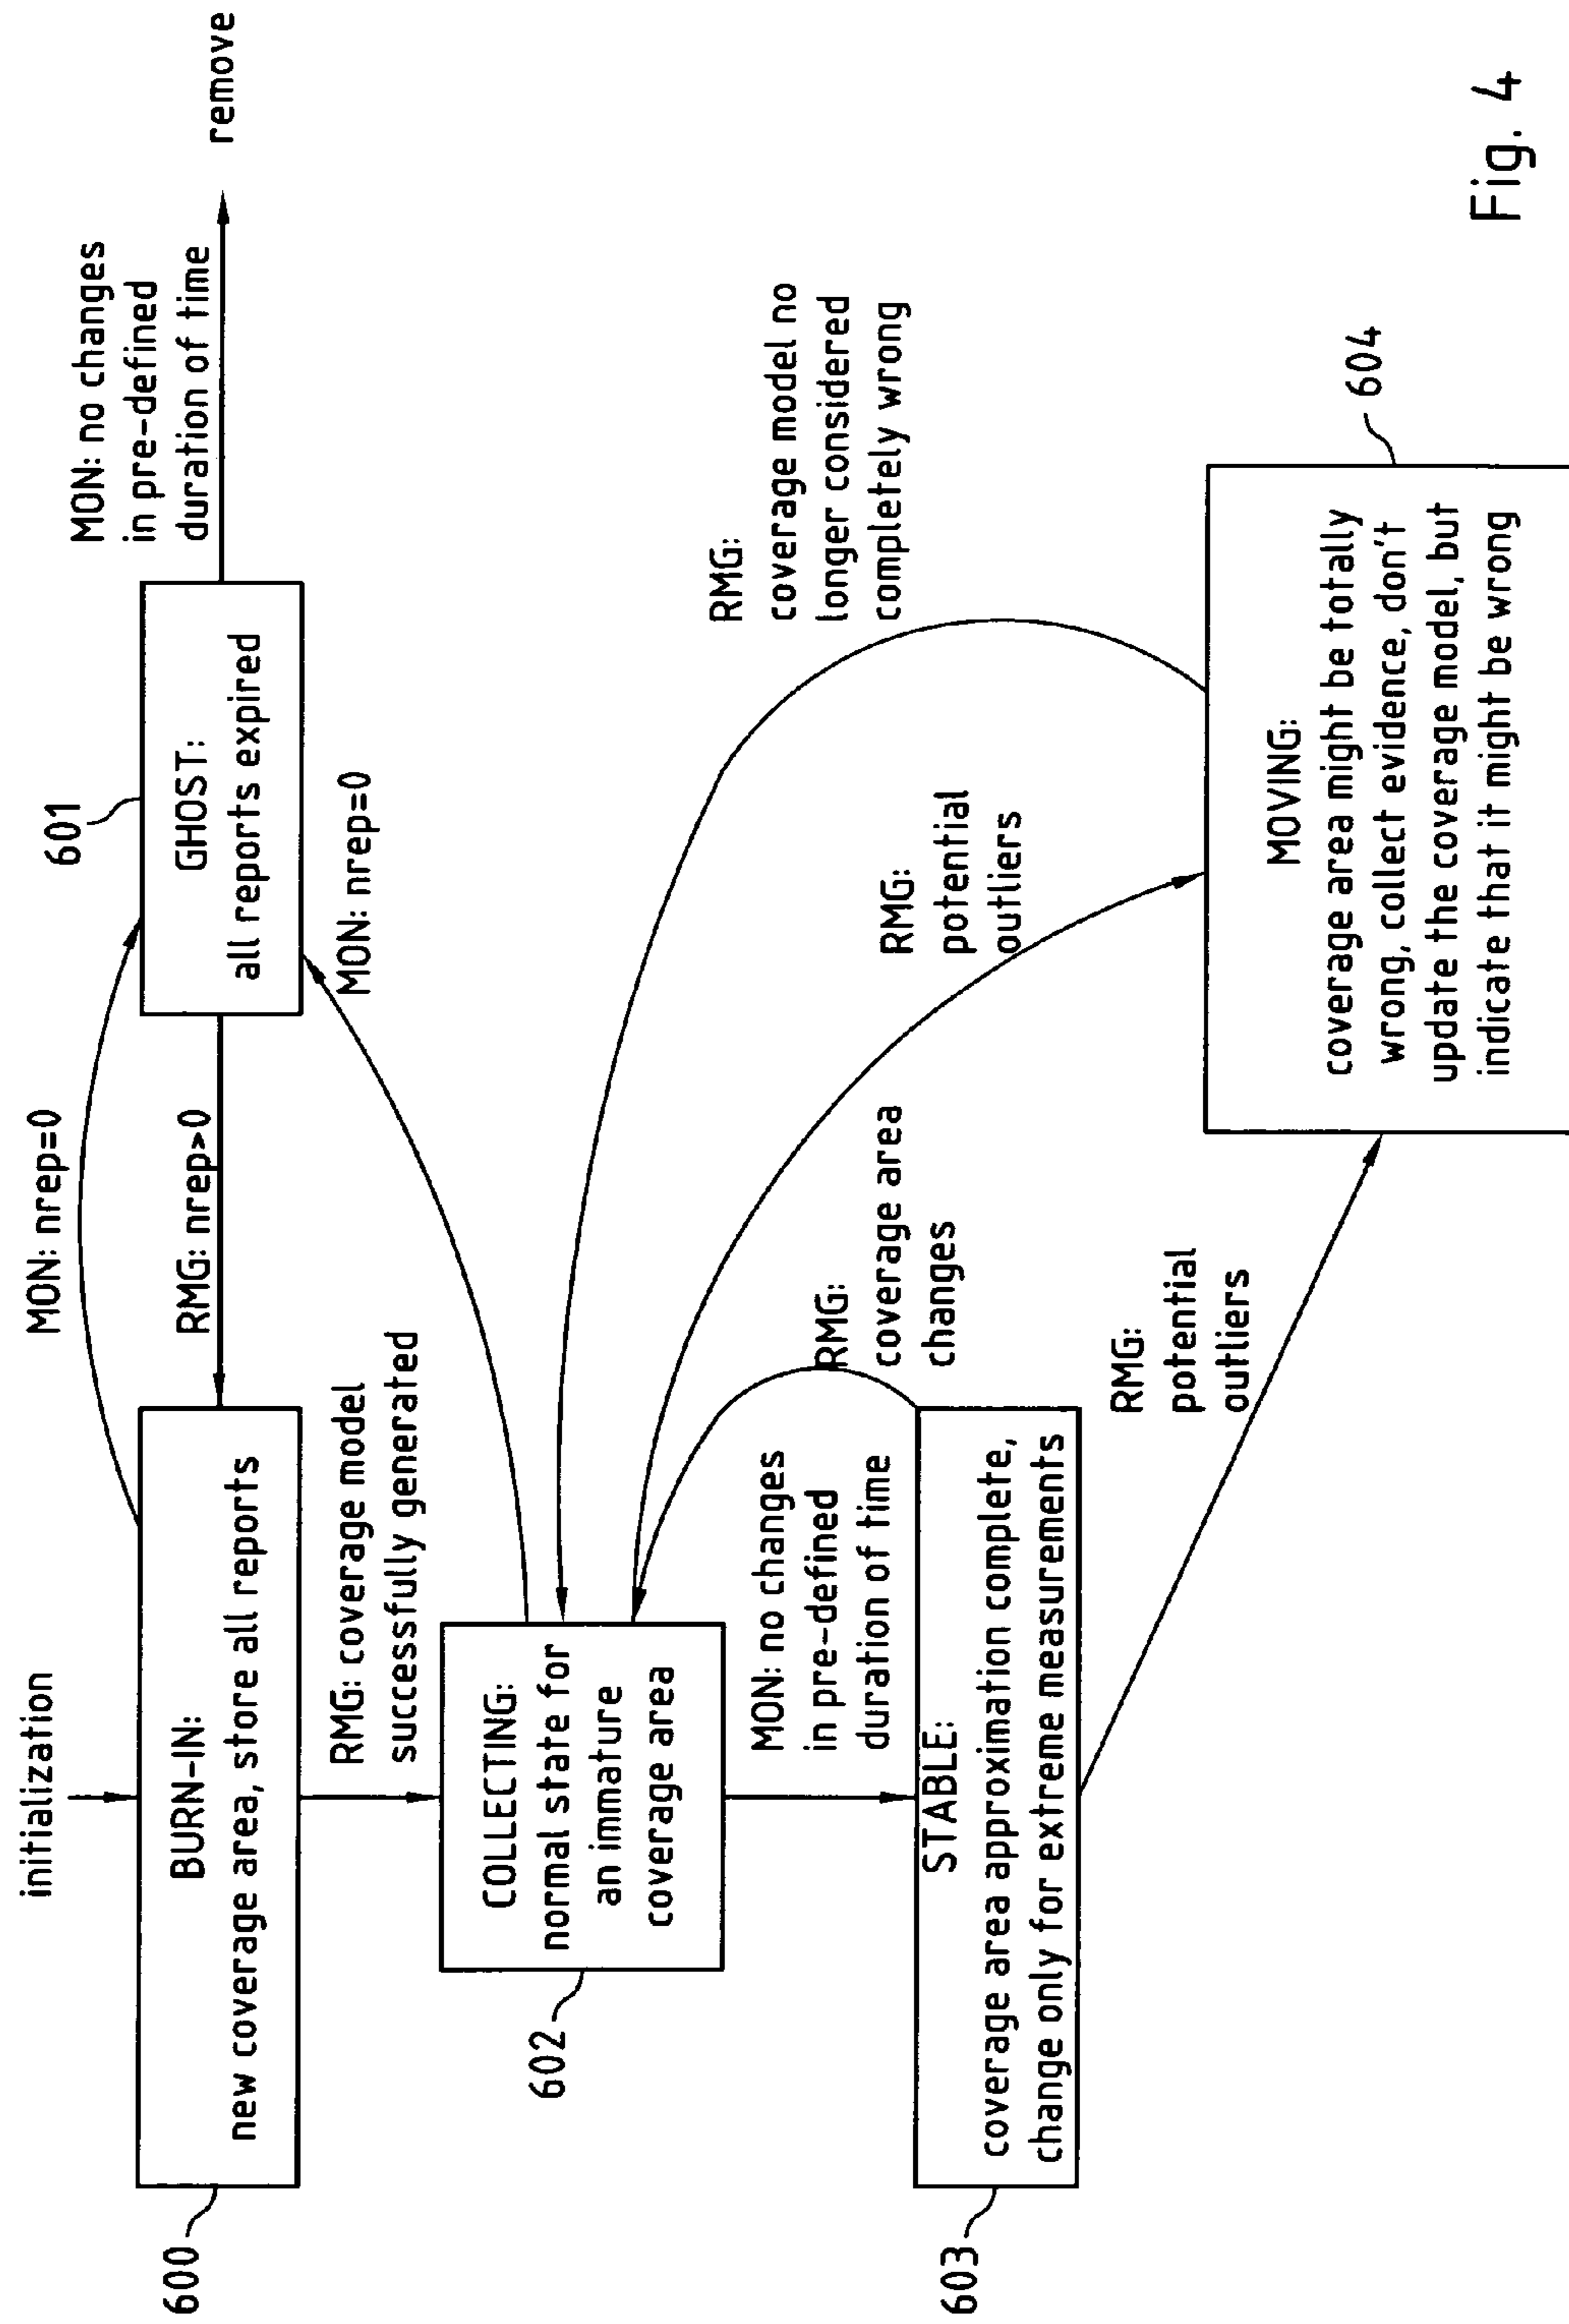 initialization
600
BURN-IN:
new coverage area, store all reports
MON: nrep=0
RMG: nrep>0
601
GHOST:
all reports expired
MON: no changes
in pre-defined
duration of time
remove
RMG: coverage model
successfully generated
MON: nrep=0
602
COLLECTING:
normal state for
an immature
coverage area
MON: no changes
in pre-defined
duration of time
RMG:
coverage area
changes
RMG:
potential
outliers
RMG:
coverage model no
longer considered
completely wrong
603
STABLE:
coverage area approximation complete,
change only for extreme measurements
RMG:
potential
outliers
604
MOVING:
coverage area might be totally
wrong, collect evidence, don't
update the coverage model, but
indicate that it might be wrong
Fig. 4